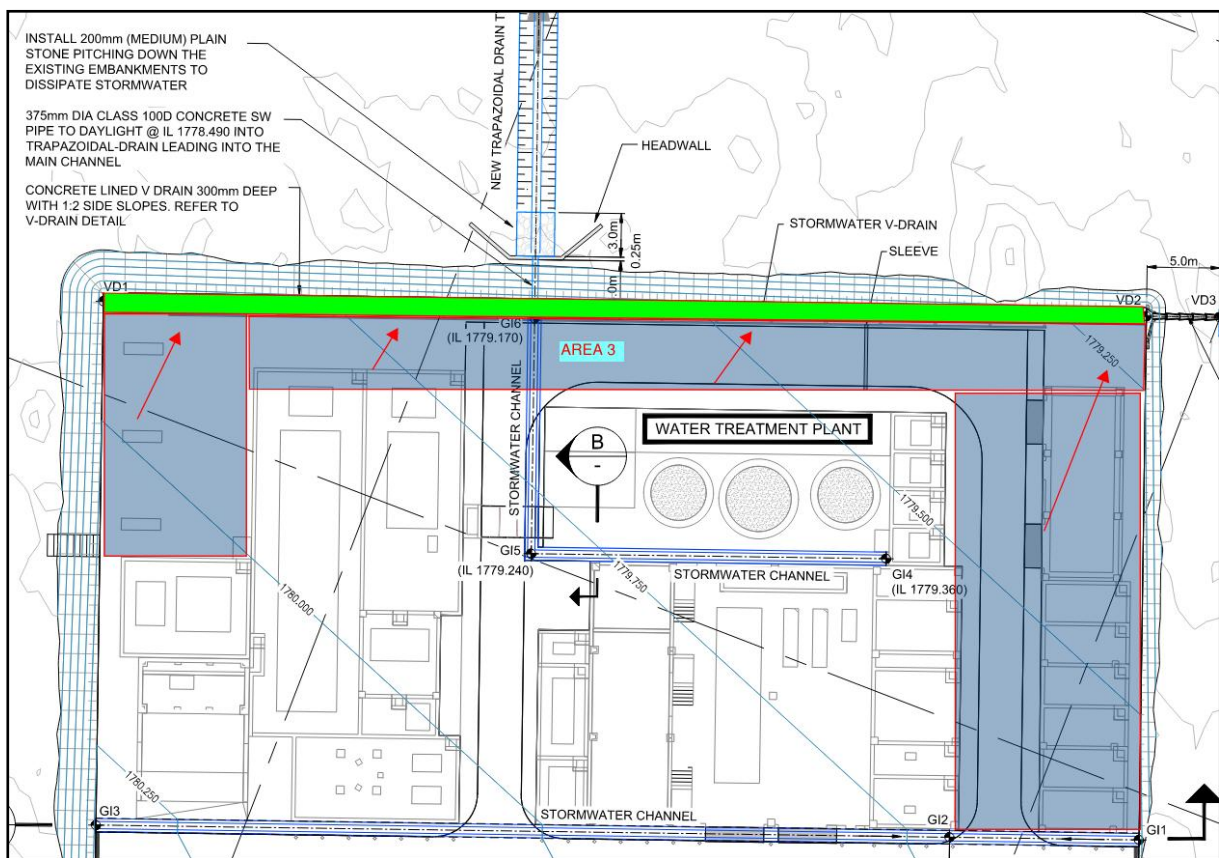 INSTALL 200mm (MEDIUM) PLAIN
STONE PITCHING DOWN THE
EXISTING EMBANKMENTS TO
DISSIPATE STORMWATER
375mm DIA CLASS 100D CONCRETE SW
PIPE TO DAYLIGHT @ IL 1778.490 INTO
TRAPAZOIDAL-DRAIN LEADING INTO THE
MAIN CHANNEL
CONCRETE LINED V DRAIN 300mm DEEP
WITH 1:2 SIDE SLOPES. REFER TO
V-DRAIN DETAIL
NEW TRAPAZOIDAL DRAIN
HEADWALL
3.0m
0.25m
STORMWATER V-DRAIN
SLEEVE
5.0m
VD1
VD2
VD3
GI6
(IL 1779.170)
AREA 3
1779.250
STORMWATER CHANNEL
B
-
WATER TREATMENT PLANT
1779.500
GI5
(IL 1779.240)
STORMWATER CHANNEL
GI4
(IL 1779.360)
1779.750
1780.000
1780.250
GI3
STORMWATER CHANNEL
GI2
GI1